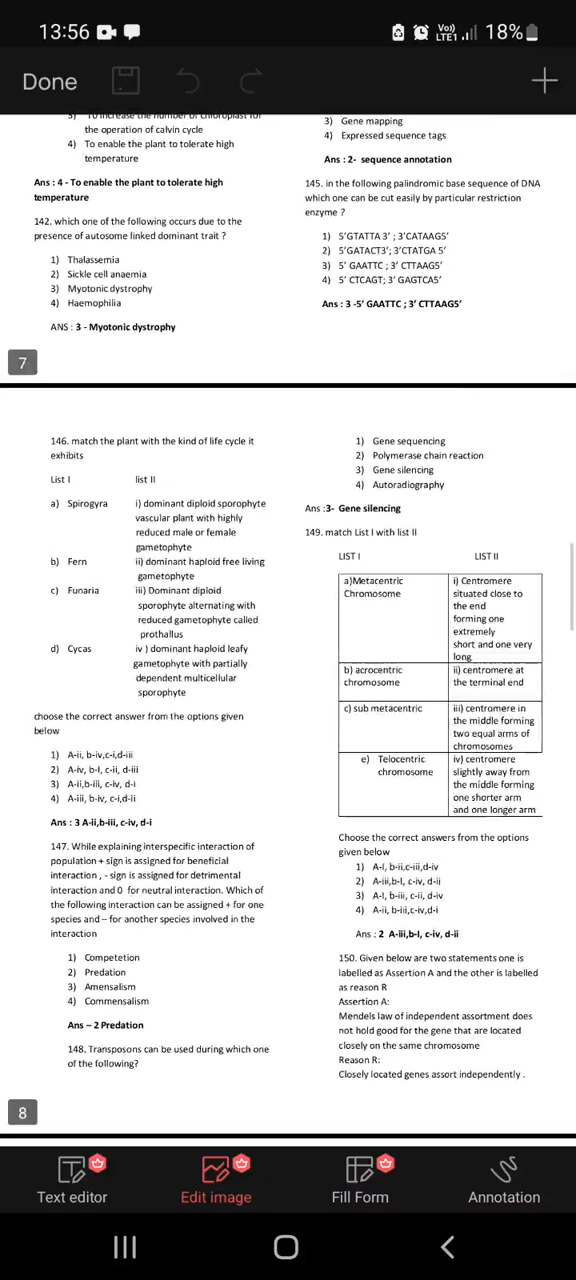 13:56
Vo))
LTE1
18%
Done
3) To increase the number of chloroplast for
the operation of calvin cycle
4) To enable the plant to tolerate high
temperature
Ans : 4 - To enable the plant to tolerate high
temperature
142. which one of the following occurs due to the
presence of autosome linked dominant trait ?
1) Thalassemia
2) Sickle cell anaemia
3) Myotonic dystrophy
4) Haemophilia
ANS : 3 - Myotonic dystrophy
3) Gene mapping
4) Expressed sequence tags
Ans : 2- sequence annotation
145. in the following palindromic base sequence of DNA
which one can be cut easily by particular restriction
enzyme ?
1) 5’GTATTA 3’ ; 3’CATAAG5’
2) 5’GATACT3’; 3’CTATGA 5’
3) 5’ GAATTC ; 3’ CTTAAG5’
4) 5’ CTCAGT; 3’ GAGTCA5’
Ans : 3 -5’ GAATTC ; 3’ CTTAAG5’
7
146. match the plant with the kind of life cycle it
exhibits
List I list II
a) Spirogyra i) dominant diploid sporophyte
vascular plant with highly
reduced male or female
gametophyte
b) Fern ii) dominant haploid free living
gametophyte
c) Funaria iii) Dominant diploid
sporophyte alternating with
reduced gametophyte called
prothallus
d) Cycas iv ) dominant haploid leafy
gametophyte with partially
dependent multicellular
sporophyte
choose the correct answer from the options given
below
1) A-ii, b-iv,c-i,d-iii
2) A-iv, b-I, c-ii, d-iii
3) A-ii,b-iii, c-iv, d-i
4) A-iii, b-iv, c-i,d-ii
Ans : 3 A-ii,b-iii, c-iv, d-i
147. While explaining interspecific interaction of
population + sign is assigned for beneficial
interaction , - sign is assigned for detrimental
interaction and 0 for neutral interaction. Which of
the following interaction can be assigned + for one
species and – for another species involved in the
interaction
1) Competetion
2) Predation
3) Amensalism
4) Commensalism
Ans – 2 Predation
148. Transposons can be used during which one
of the following?
1) Gene sequencing
2) Polymerase chain reaction
3) Gene silencing
4) Autoradiography
Ans :3- Gene silencing
149. match List I with list II
LIST I LIST II
a)Metacentric i) Centromere
Chromosome situated close to
the end
forming one
extremely
short and one very
long
b) acrocentric ii) centromere at
chromosome the terminal end
c) sub metacentric iii) centromere in
the middle forming
two equal arms of
chromosomes
e) Telocentric iv) centromere
chromosome slightly away from
the middle forming
one shorter arm
and one longer arm
Choose the correct answers from the options
given below
1) A-I, b-ii,c-iii,d-iv
2) A-iii,b-I, c-iv, d-ii
3) A-I, b-iii, c-ii, d-iv
4) A-ii, b-iii,c-iv,d-i
Ans : 2 A-iii,b-I, c-iv, d-ii
150. Given below are two statements one is
labelled as Assertion A and the other is labelled
as reason R
Assertion A:
Mendels law of independent assortment does
not hold good for the gene that are located
closely on the same chromosome
Reason R:
Closely located genes assort independently .
8
Text editor
Edit image
Fill Form
Annotation